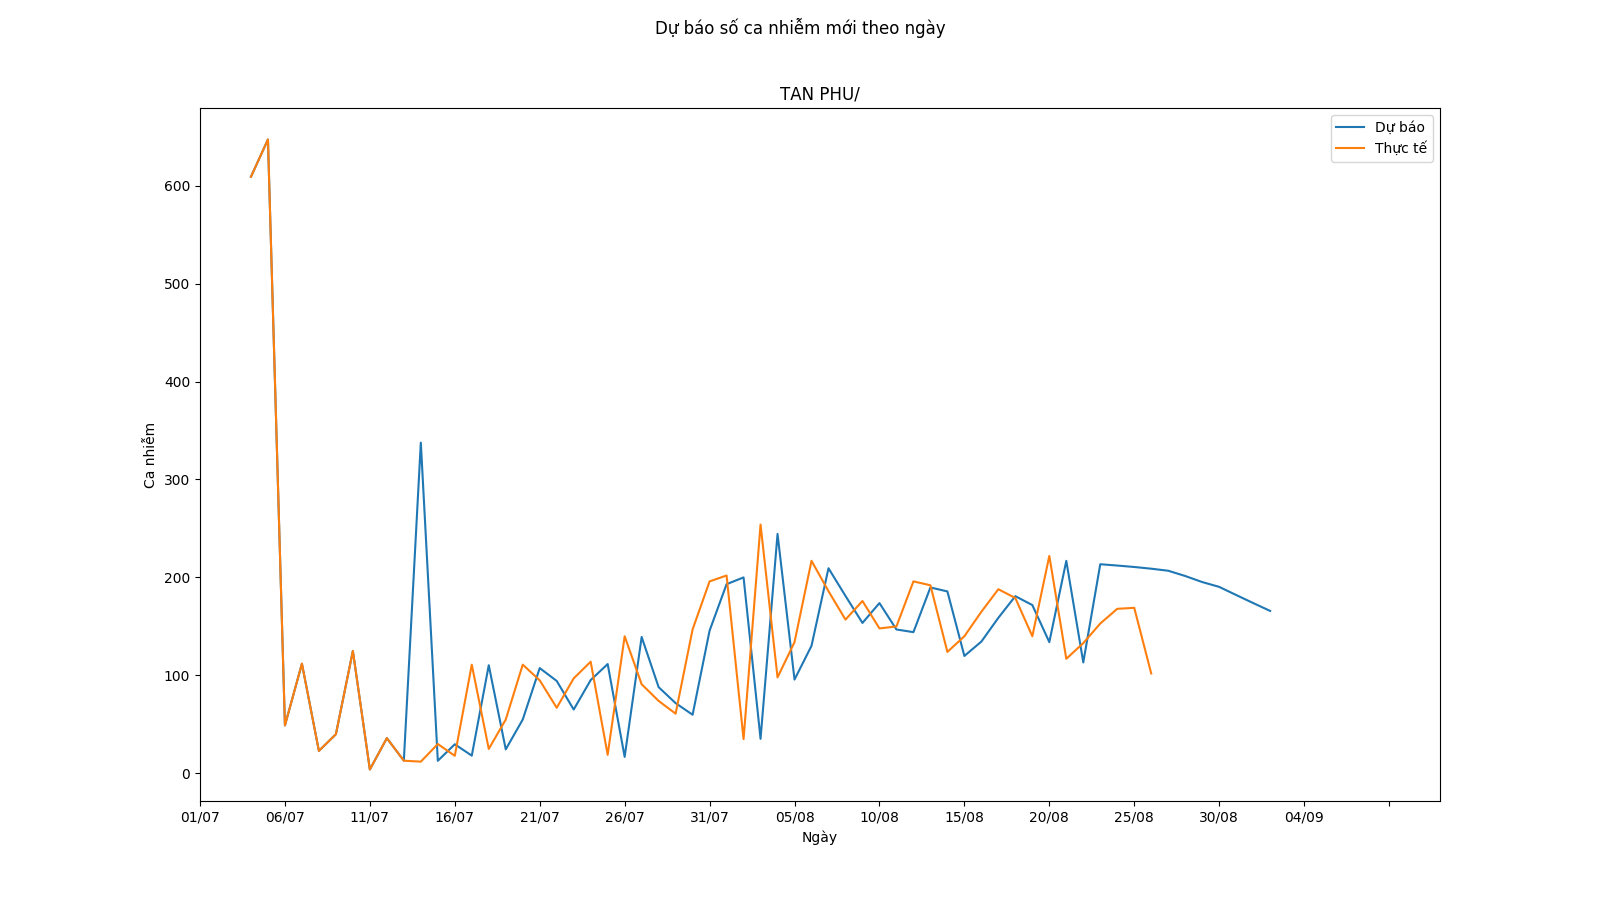 Dự báo số ca nhiễm mới theo ngày
TAN PHU/
Dự báo
Thực tế
Ca nhiễm
600
500
400
300
200
100
0
01/07 06/07 11/07 16/07 21/07 26/07 31/07 05/08 10/08 15/08 20/08 25/08 30/08 04/09
Ngày